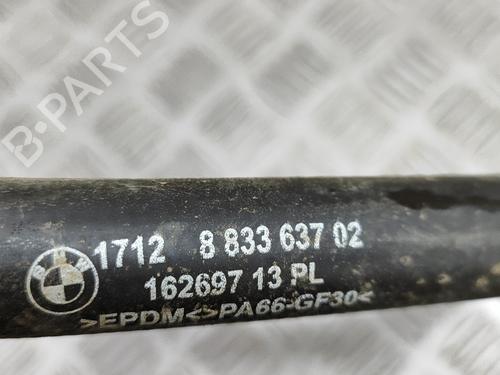 B-PARTS
BMW
1712 8 833 637 02
162697 13 PL
>EPDM<>PA66-GF30<